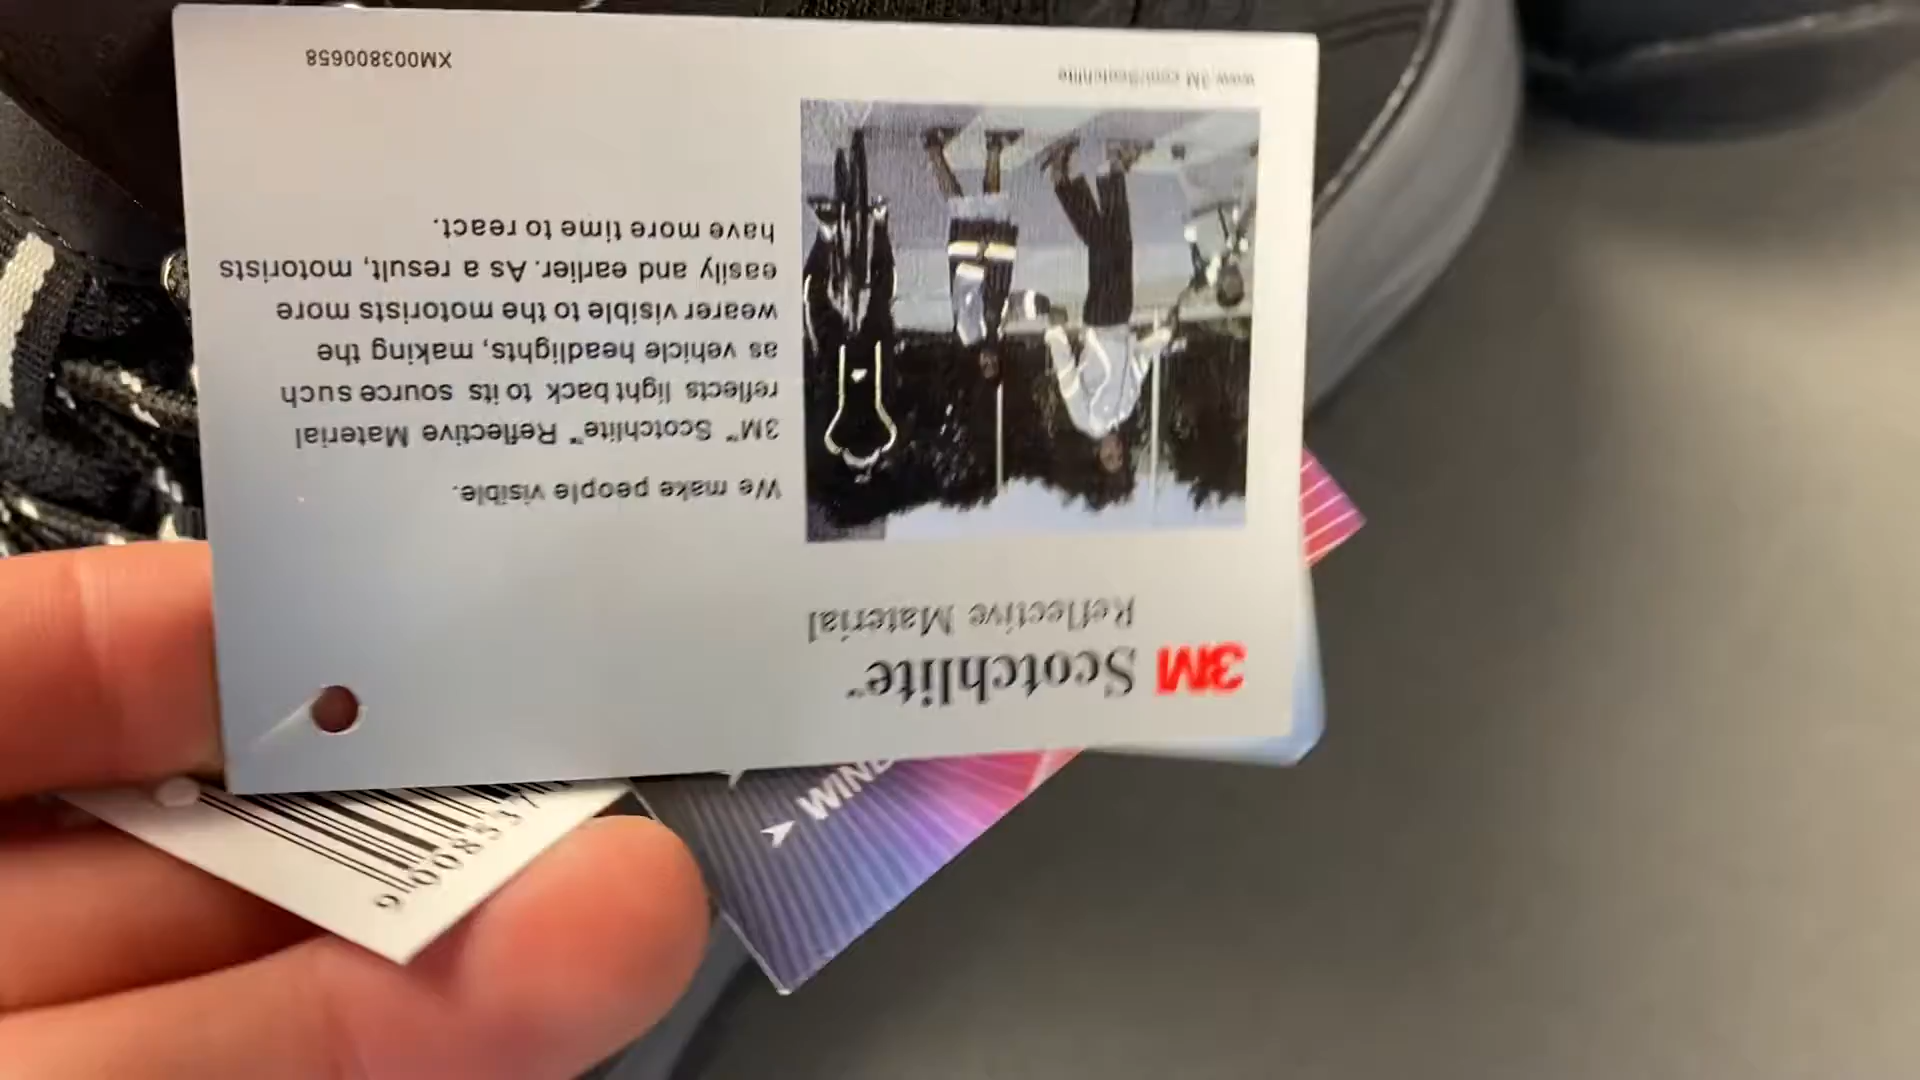 3M Scotchlite™
Reflective Material
We make people visible.
3M™ Scotchlite™ Reflective Material
reflects light back to its source such
as vehicle headlights, making the
wearer visible to the motorists more
easily and earlier. As a result, motorists
have more time to react.
www.3M.com/Scotchlite
XM003800658